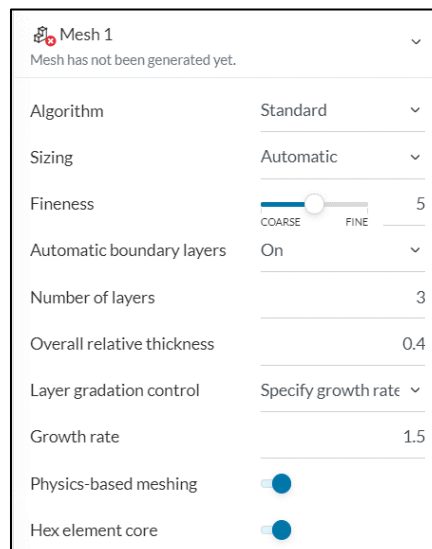 Mesh 1
Mesh has not been generated yet.
Algorithm Standard
Sizing Automatic
Fineness 5
COARSE FINE
Automatic boundary layers On
Number of layers 3
Overall relative thickness 0.4
Layer gradation control Specify growth rate
Growth rate 1.5
Physics-based meshing
Hex element core